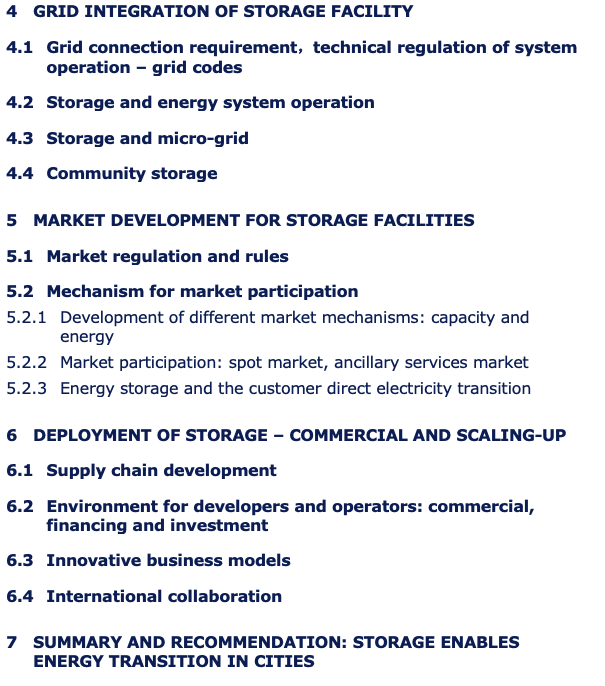 4 GRID INTEGRATION OF STORAGE FACILITY
4.1 Grid connection requirement，technical regulation of system
operation – grid codes
4.2 Storage and energy system operation
4.3 Storage and micro-grid
4.4 Community storage
5 MARKET DEVELOPMENT FOR STORAGE FACILITIES
5.1 Market regulation and rules
5.2 Mechanism for market participation
5.2.1 Development of different market mechanisms: capacity and
energy
5.2.2 Market participation: spot market, ancillary services market
5.2.3 Energy storage and the customer direct electricity transition
6 DEPLOYMENT OF STORAGE – COMMERCIAL AND SCALING-UP
6.1 Supply chain development
6.2 Environment for developers and operators: commercial,
financing and investment
6.3 Innovative business models
6.4 International collaboration
7 SUMMARY AND RECOMMENDATION: STORAGE ENABLES
ENERGY TRANSITION IN CITIES